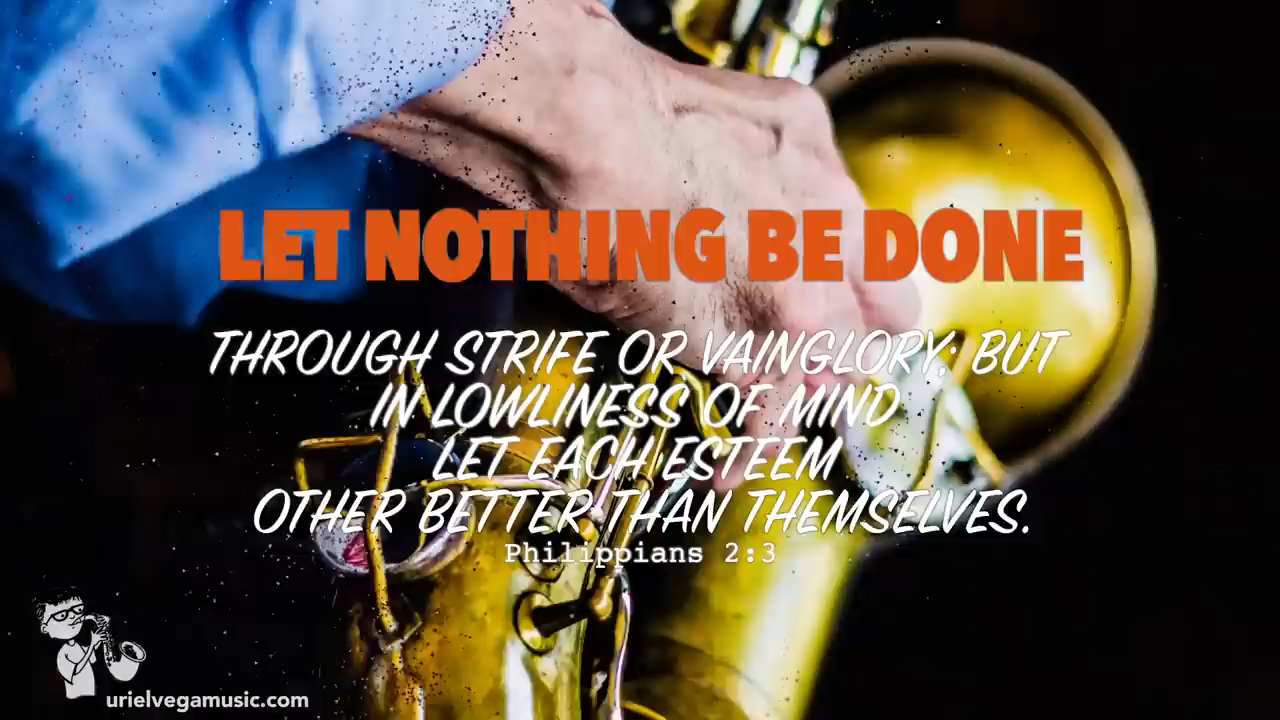 LET NOTHING BE DONE
THROUGH STRIFE OR VAINGLORY; BUT
IN LOWLINESS OF MIND
LET EACH ESTEEM
OTHER BETTER THAN THEMSELVES.
Philippians 2:3
urielvegamusic.com